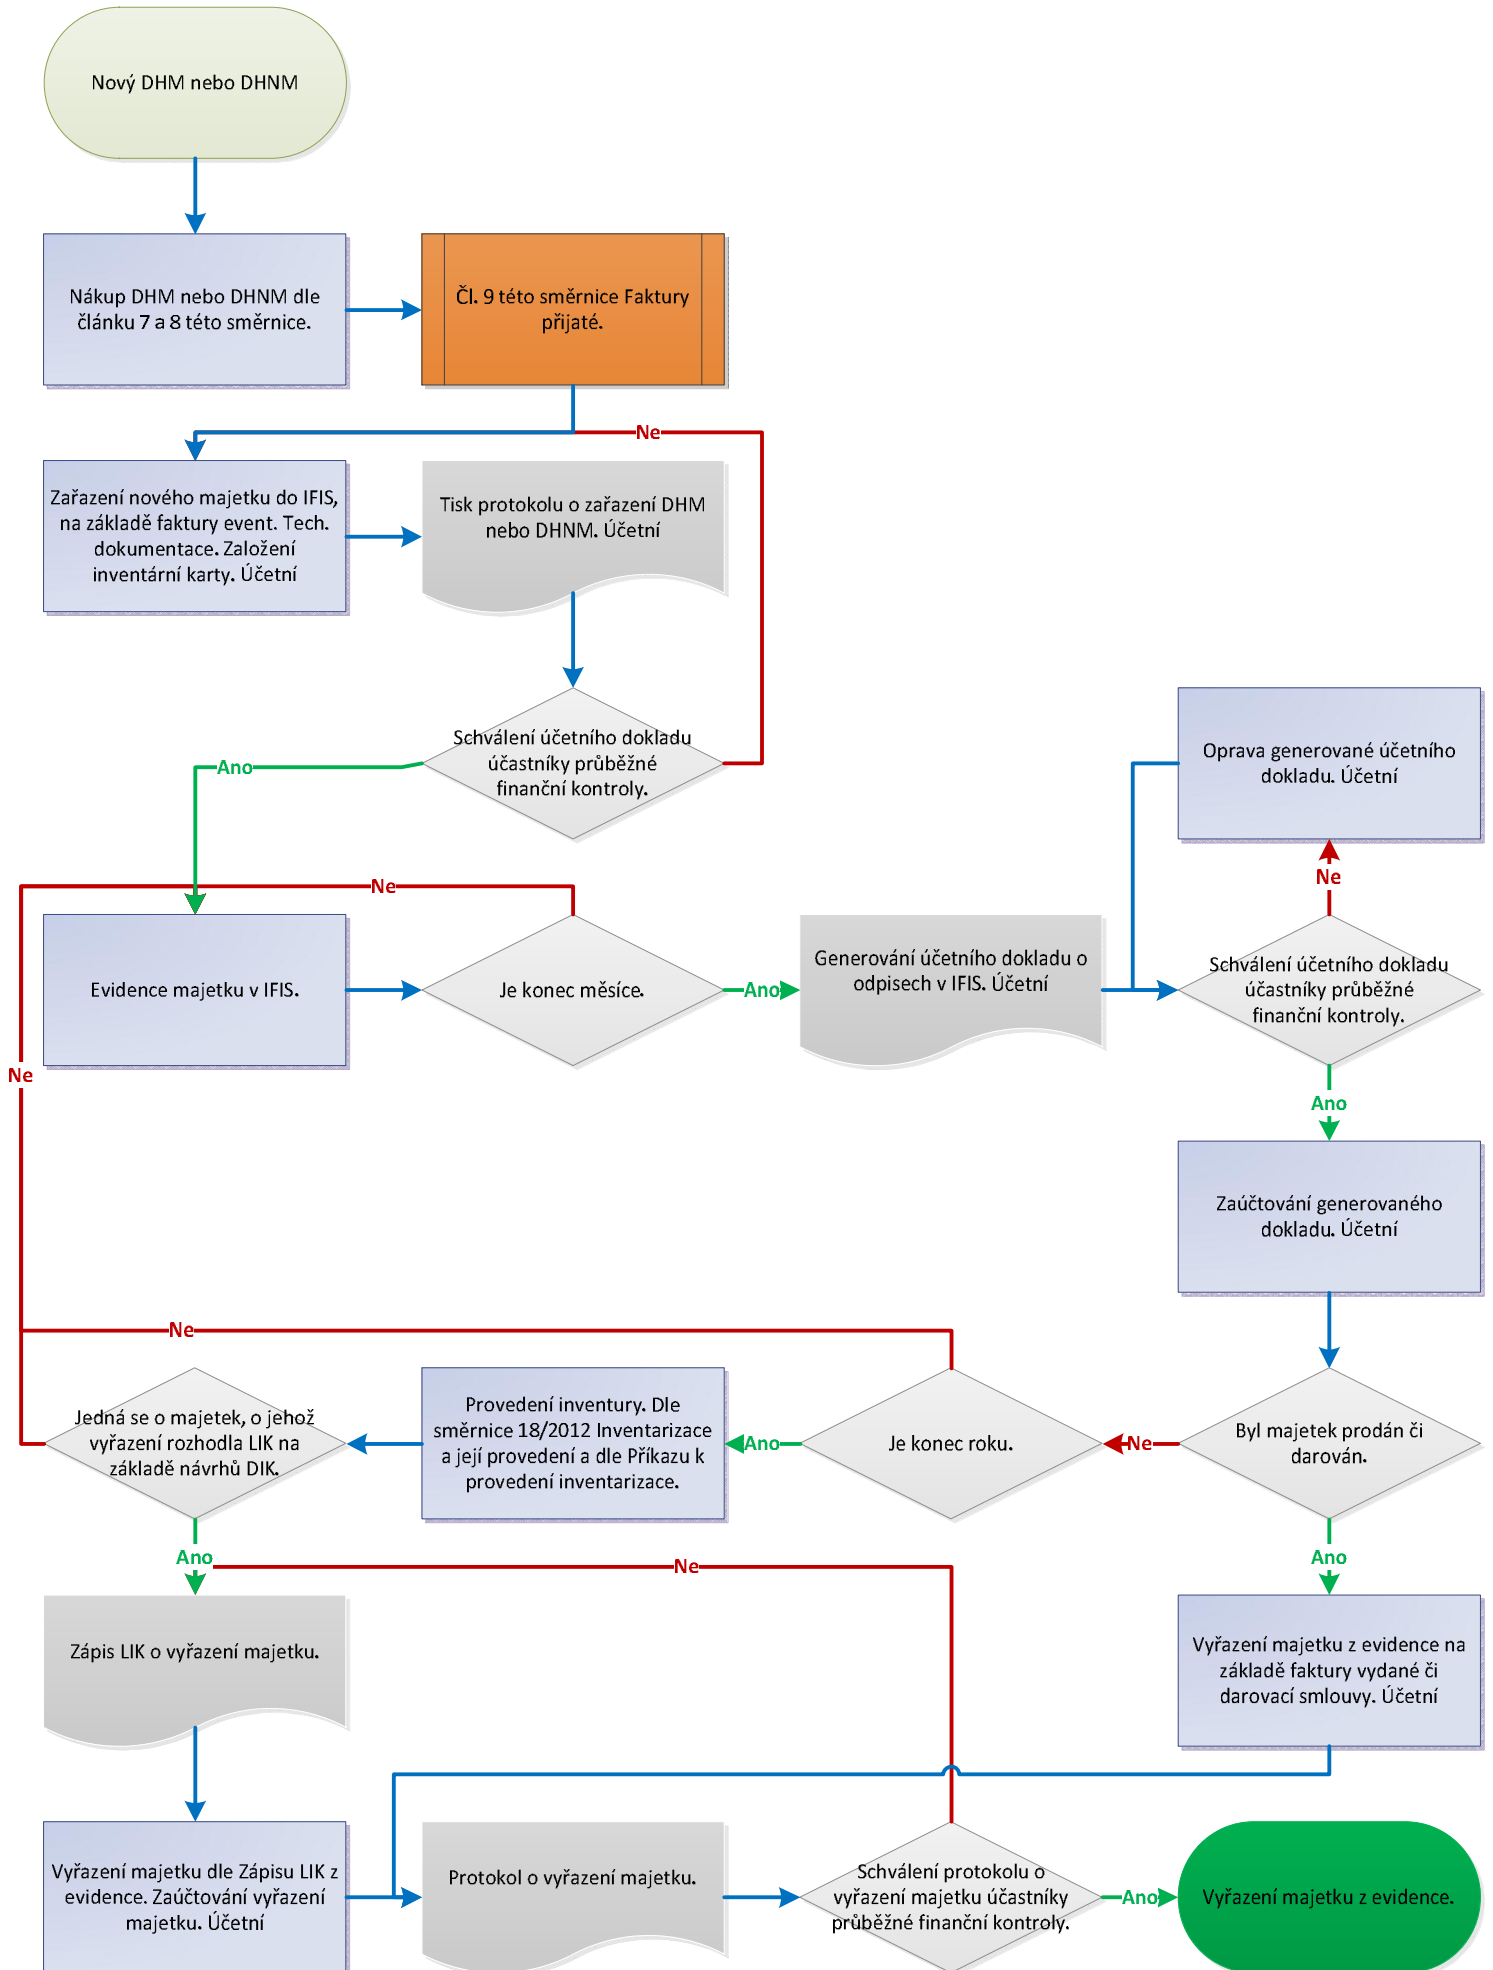 Nový DHM nebo DHNM
Nákup DHM nebo DHNM dle
článku 7 a 8 této směrnice.
Čl. 9 této směrnice Faktury
přijaté.
Ne
Zařazení nového majetku do IFIS,
na základě faktury event. Tech.
dokumentace. Založení
inventární karty. Účetní
Tisk protokolu o zařazení DHM
nebo DHNM. Účetní
Schválení účetního dokladu
účastníky průběžné
finanční kontroly.
Ano
Oprava generované účetního
dokladu. Účetní
Ne
Ne
Evidence majetku v IFIS.
Je konec měsíce.
Ano
Generování účetního dokladu o
odpisech v IFIS. Účetní
Schválení účetního dokladu
účastníky průběžné
finanční kontroly.
Ne
Ano
Zaúčtování generovaného
dokladu. Účetní
Ne
Jedná se o majetek, o jehož
vyřazení rozhodla LIK na
základě návrhů DIK.
Provedení inventury. Dle
směrnice 18/2012 Inventarizace
a její provedení a dle Příkazu k
provedení inventarizace.
Ano
Je konec roku.
Ne
Byl majetek prodán či
darován.
Ano
Ne
Ano
Zápis LIK o vyřazení majetku.
Vyřazení majetku z evidence na
základě faktury vydané či
darovací smlouvy. Účetní
Vyřazení majetku dle Zápisu LIK z
evidence. Zaúčtování vyřazení
majetku. Účetní
Protokol o vyřazení majetku.
Schválení protokolu o
vyřazení majetku účastníky
průběžné finanční kontroly.
Ano
Vyřazení majetku z evidence.